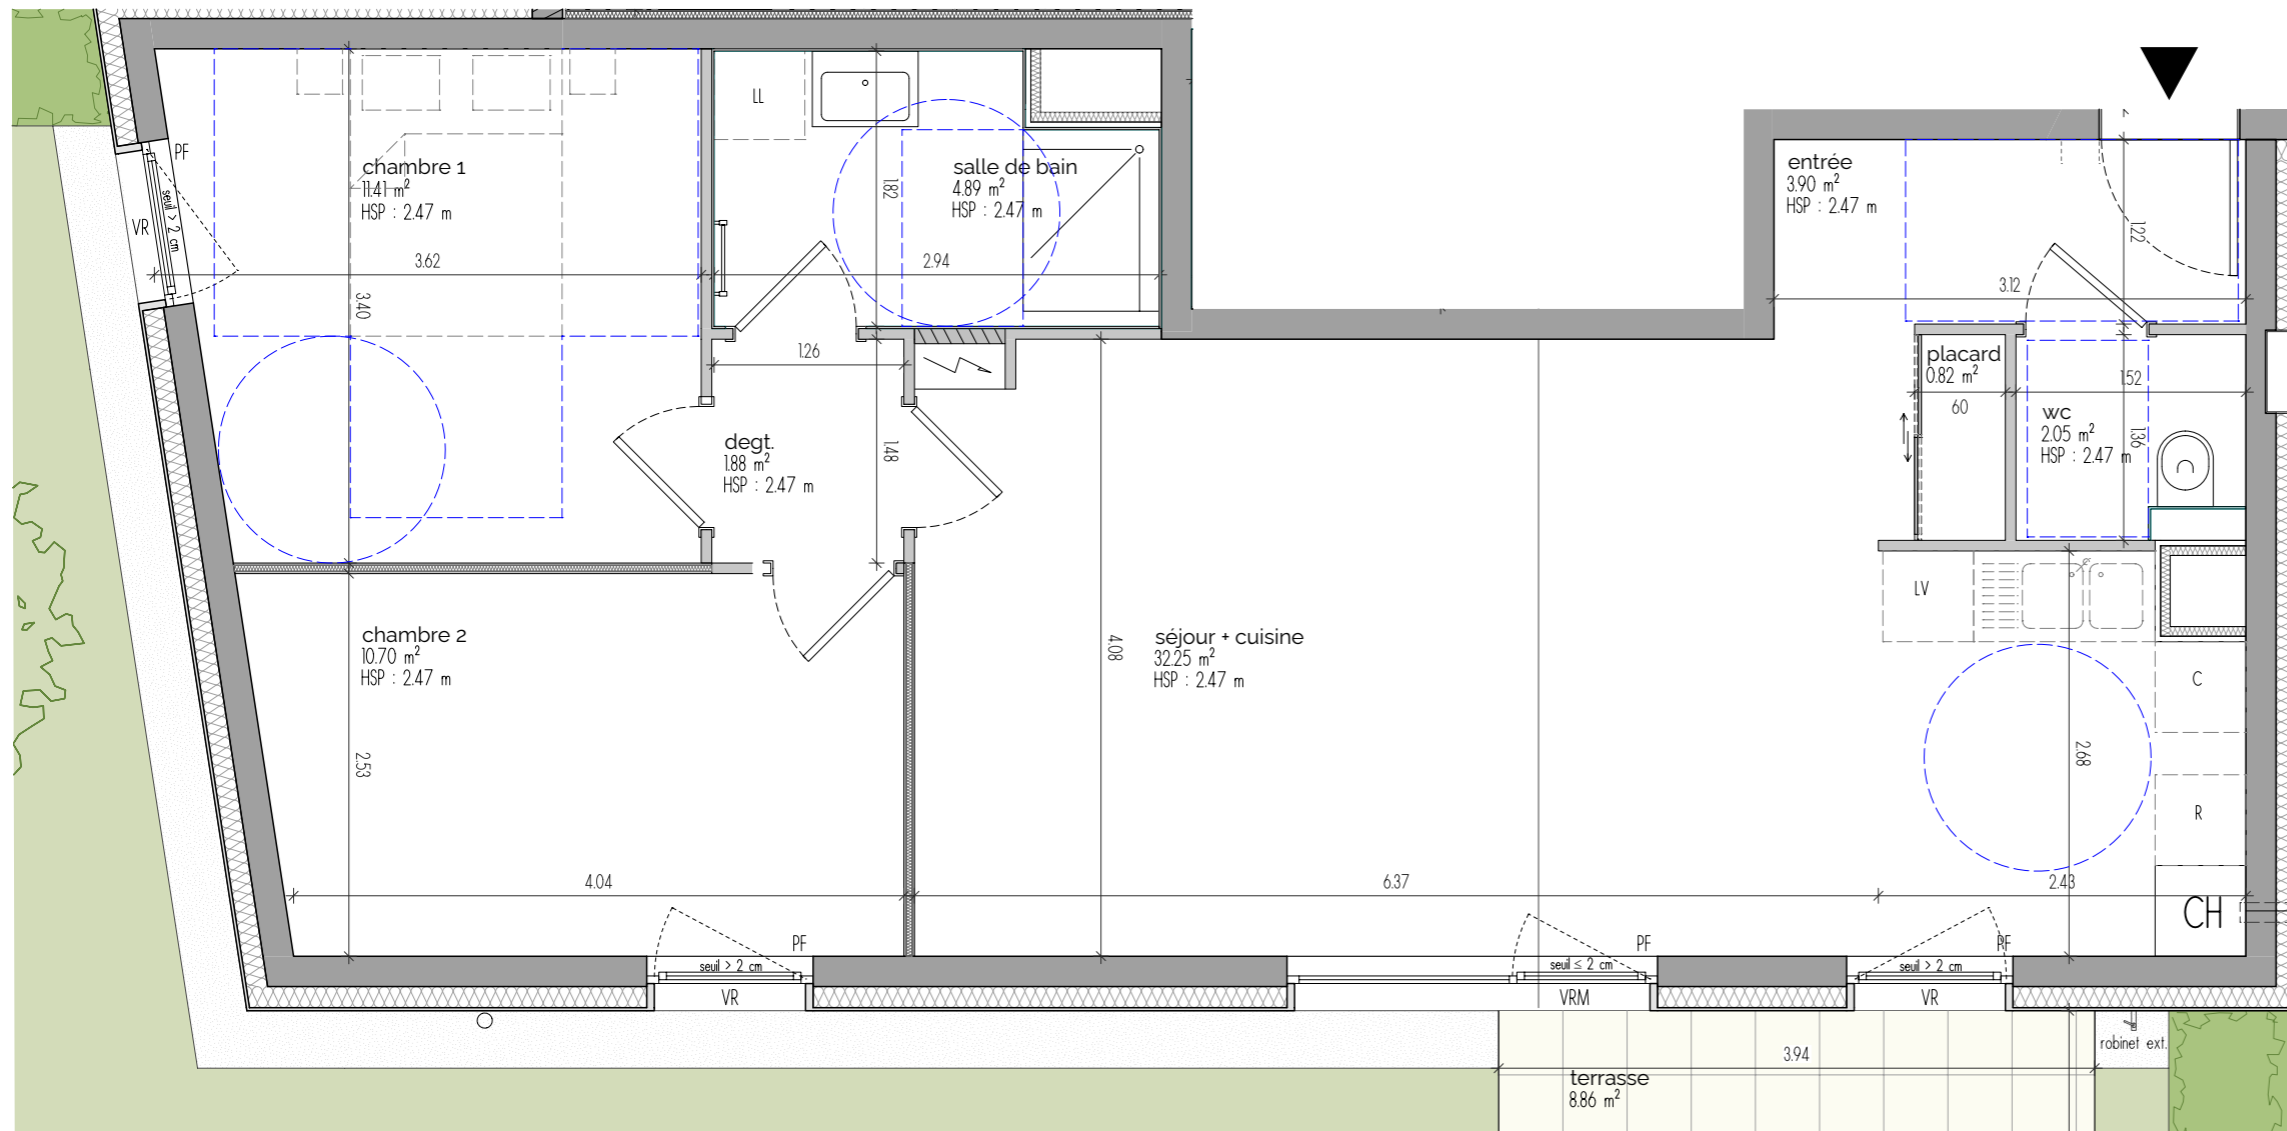 PF
VR
seuil > 2 cm
chambre 1
11.41 m²
HSP : 2.47 m
3.62
3.40
LL
1.82
salle de bain
4.89 m²
HSP : 2.47 m
2.94
entrée
3.90 m²
HSP : 2.47 m
1.22
3.12
1.26
placard
0.82 m²
60
1.52
wc
2.05 m²
HSP : 2.47 m
1.36
degt.
1.88 m²
HSP : 2.47 m
1.48
chambre 2
10.70 m²
HSP : 2.47 m
2.53
4.04
4.08
séjour + cuisine
32.25 m²
HSP : 2.47 m
6.37
LV
C
R
2.68
2.43
CH
PF
seuil > 2 cm
VR
PF
seuil ≤ 2 cm
VRM
PF
seuil > 2 cm
VR
robinet ext.
3.94
terrasse
8.86 m²